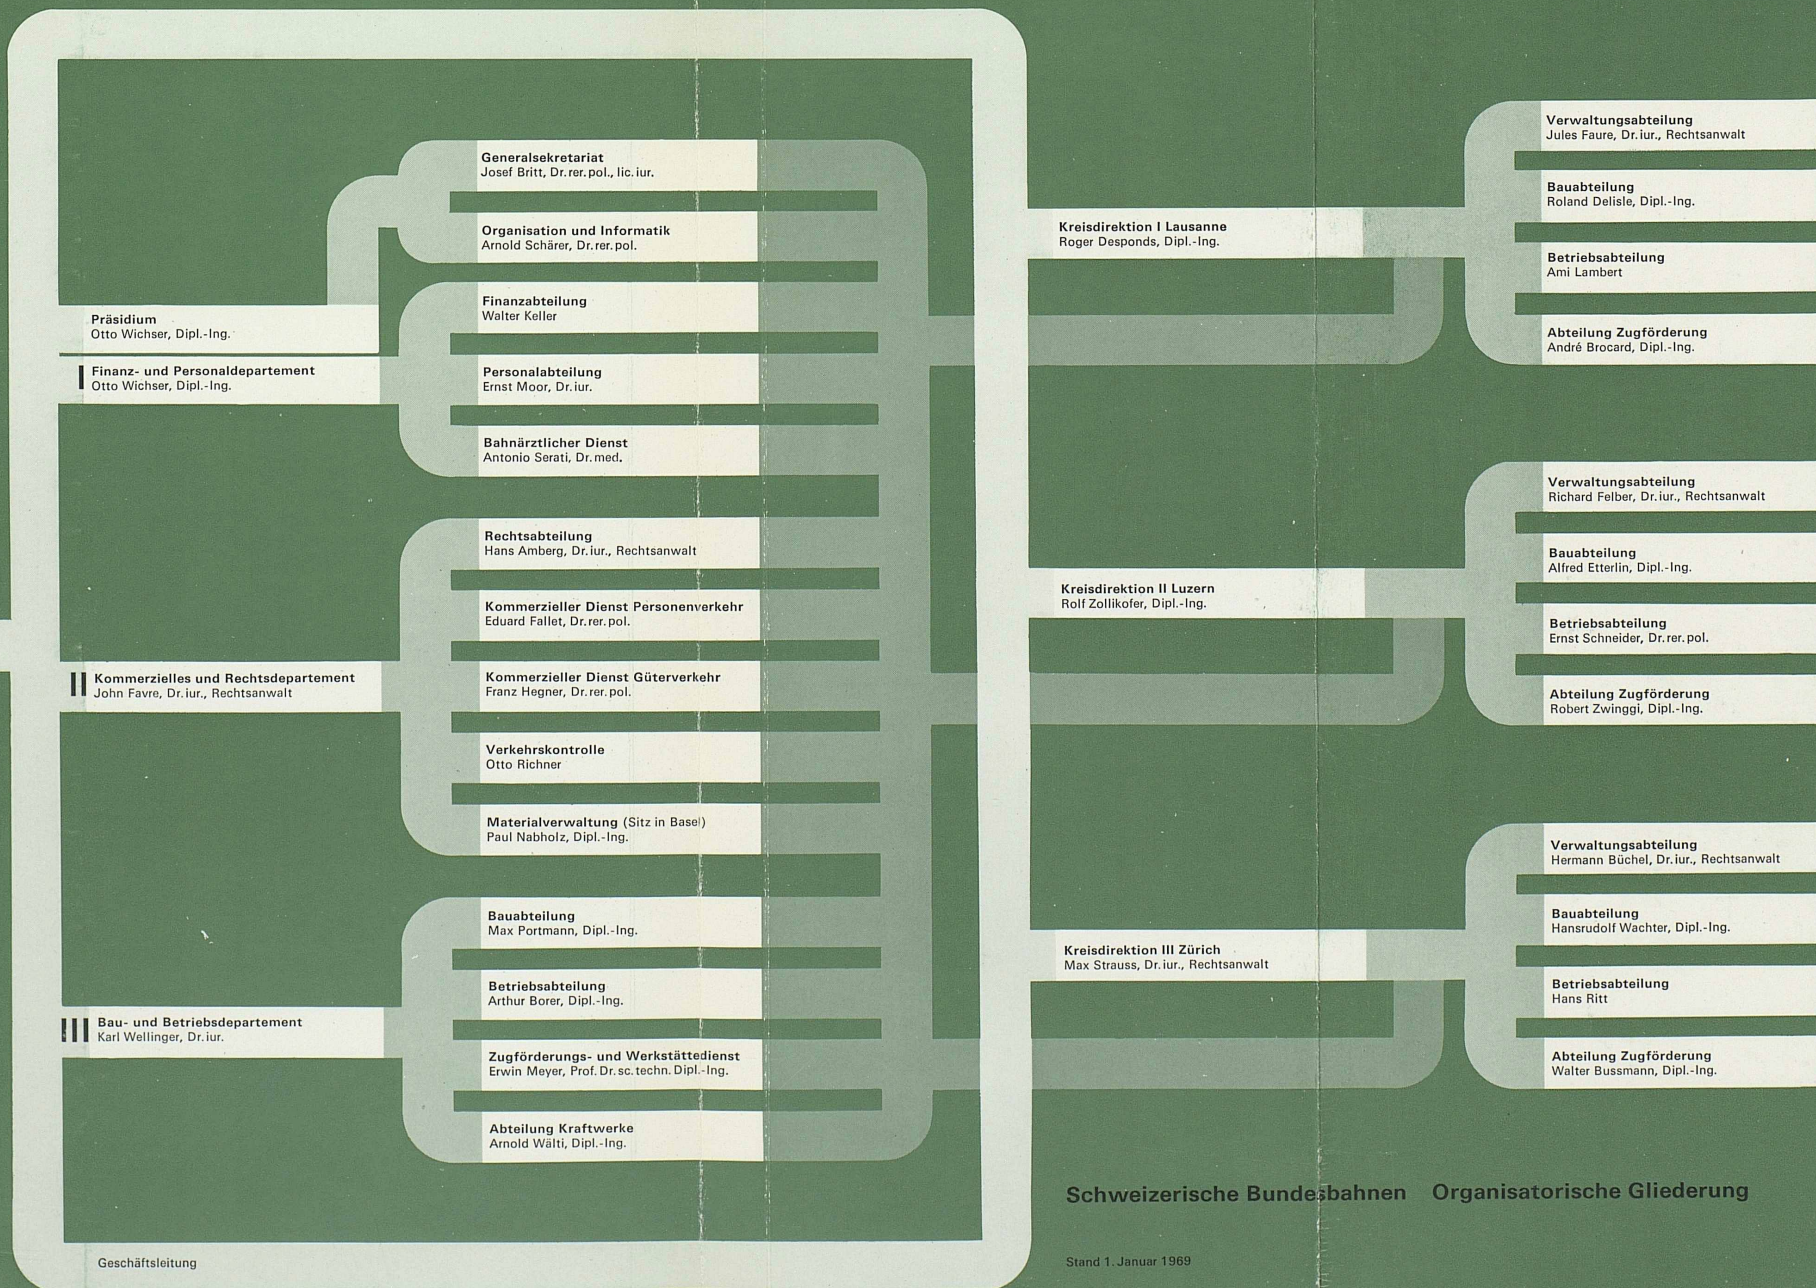 Generalsekretariat
Josef Britt, Dr.rer.pol., lic.iur.
Organisation und Informatik
Arnold Schärer, Dr.rer.pol.
Präsidium
Otto Wichser, Dipl.-Ing.
I Finanz- und Personaldepartement
Otto Wichser, Dipl.-Ing.
Finanzabteilung
Walter Keller
Personalabteilung
Ernst Moor, Dr.iur.
Bahnärztlicher Dienst
Antonio Serati, Dr.med.
II Kommerzielles und Rechtsdepartement
John Favre, Dr.iur., Rechtsanwalt
Rechtsabteilung
Hans Amberg, Dr.iur., Rechtsanwalt
Kommerzieller Dienst Personenverkehr
Eduard Fallet, Dr.rer.pol.
Kommerzieller Dienst Güterverkehr
Franz Hegner, Dr.rer.pol.
Verkehrskontrolle
Otto Richner
Materialverwaltung (Sitz in Basel)
Paul Nabholz, Dipl.-Ing.
III Bau- und Betriebsdepartement
Karl Wellinger, Dr.iur.
Bauabteilung
Max Portmann, Dipl.-Ing.
Betriebsabteilung
Arthur Borer, Dipl.-Ing.
Zugförderungs- und Werkstättedienst
Erwin Meyer, Prof.Dr.sc.techn.Dipl.-Ing.
Abteilung Kraftwerke
Arnold Wälti, Dipl.-Ing.
Geschäftsleitung
Kreisdirektion I Lausanne
Roger Desponds, Dipl.-Ing.
Verwaltungsabteilung
Jules Faure, Dr.iur., Rechtsanwalt
Bauabteilung
Roland Delisle, Dipl.-Ing.
Betriebsabteilung
Ami Lambert
Abteilung Zugförderung
André Brocard, Dipl.-Ing.
Kreisdirektion II Luzern
Rolf Zollikofer, Dipl.-Ing.
Verwaltungsabteilung
Richard Felber, Dr.iur., Rechtsanwalt
Bauabteilung
Alfred Etterlin, Dipl.-Ing.
Betriebsabteilung
Ernst Schneider, Dr.rer.pol.
Abteilung Zugförderung
Robert Zwinggi, Dipl.-Ing.
Kreisdirektion III Zürich
Max Strauss, Dr.iur., Rechtsanwalt
Verwaltungsabteilung
Hermann Büchel, Dr.iur., Rechtsanwalt
Bauabteilung
Hansrudolf Wachter, Dipl.-Ing.
Betriebsabteilung
Hans Ritt
Abteilung Zugförderung
Walter Bussmann, Dipl.-Ing.
Schweizerische Bundesbahnen Organisatorische Gliederung
Stand 1. Januar 1969